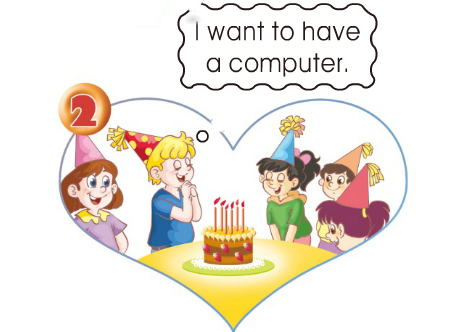 I want to have
a computer.
2